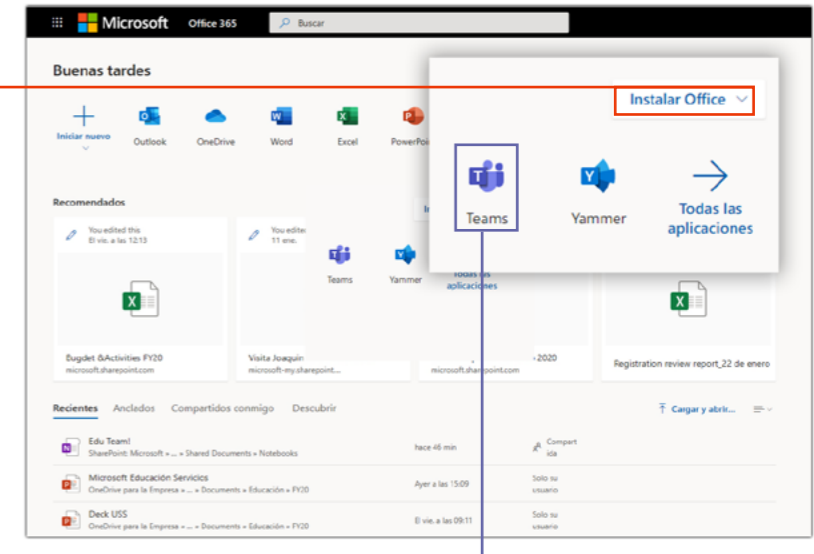 Microsoft Office 365 Buscar
Buenas tardes
Instalar Office
Iniciar nuevo
Outlook
OneDrive
Word
Excel
PowerPoi
Teams
Yammer
Todas las
aplicaciones
Recomendados
You edited this
El vie. a las 12:13
You edite
11 ene.
Teams
Yammer
Todas las
aplicaciones
Bugdet &Activities FY20
microsoft.sharepoint.com
Visita Joaquin
microsoft-my.sharepoint...
-2020
microsoft.sharepoint.com
Registration review report_22 de enero
Recientes Anclados Compartidos conmigo Descubrir
Cargar y abrir...
Edu Team!
SharePoint: Microsoft » ... » Shared Documents » Notebooks
hace 46 min
Compart
ida
Microsoft Educación Servicios
OneDrive para la Empresa » ... » Documents » Educación » FY20
Ayer a las 15:09
Solo su
usuario
Deck USS
OneDrive para la Empresa » ... » Documents » Educación » FY20
El vie. a las 09:11
Solo su
usuario